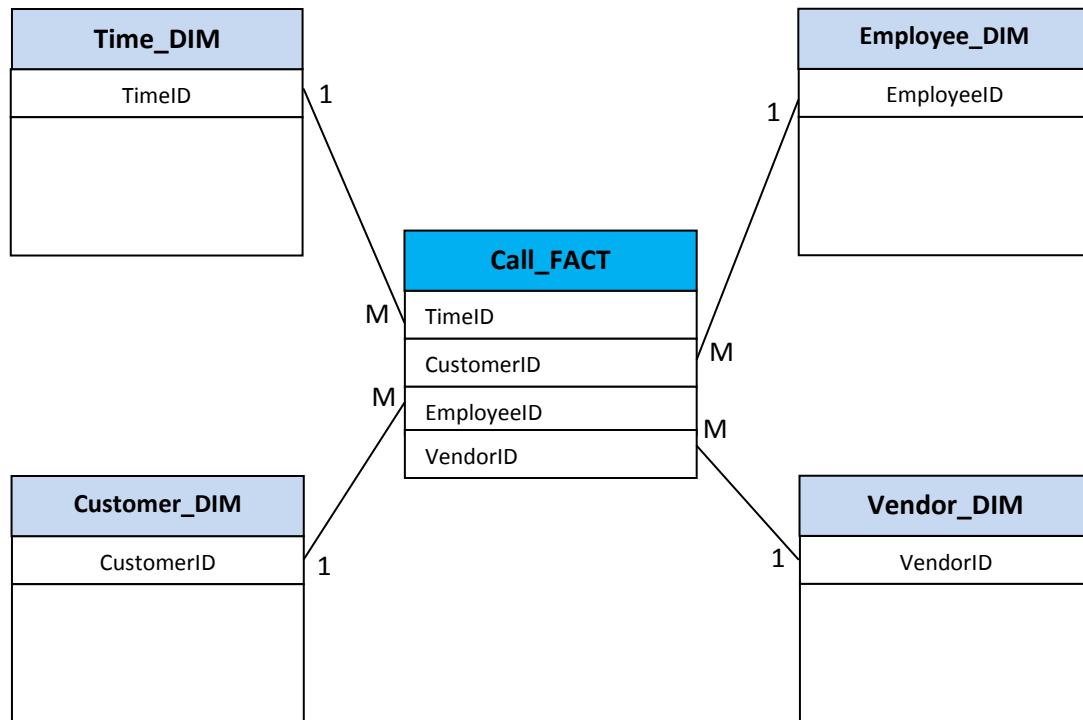 Time_DIM
TimeID
1
Employee_DIM
EmployeeID
1
Call_FACT
TimeID
CustomerID
EmployeeID
VendorID
M
M
M
M
Customer_DIM
CustomerID
1
Vendor_DIM
VendorID
1